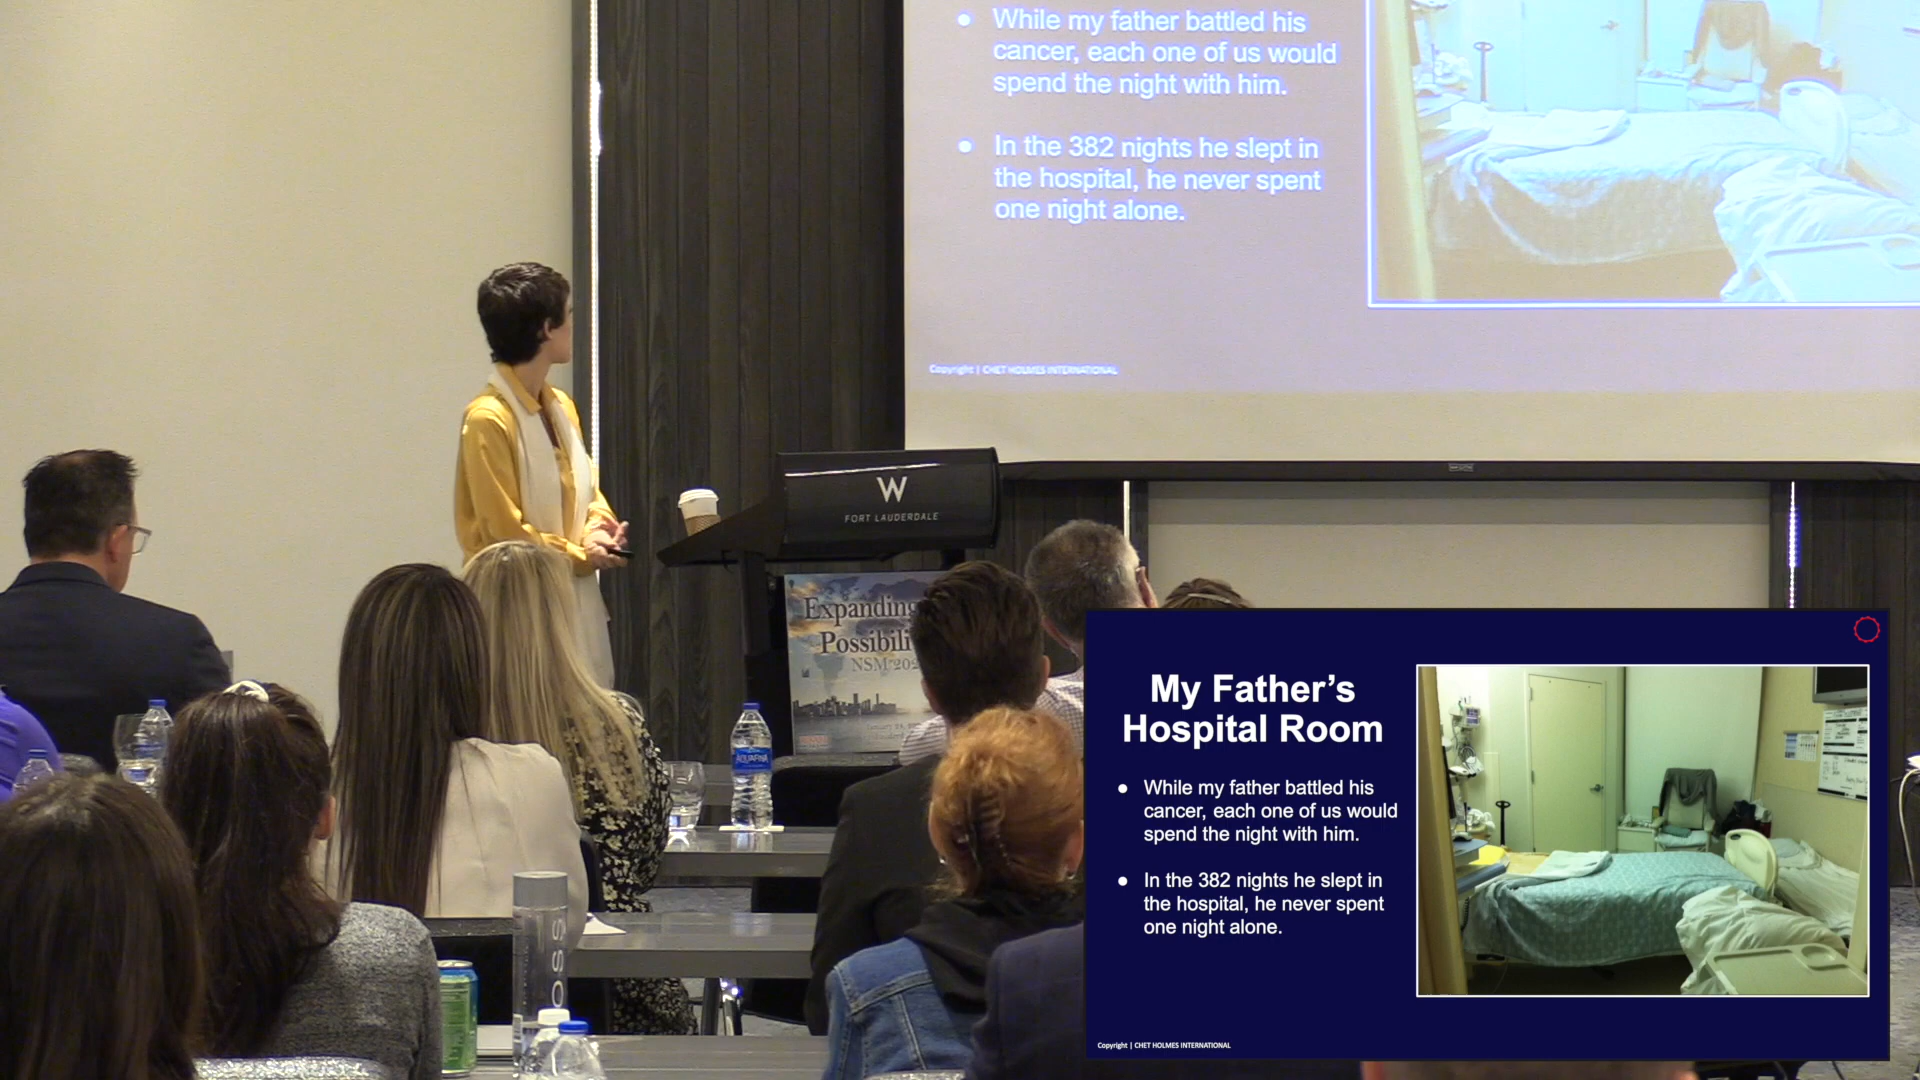 While my father battled his
cancer, each one of us would
spend the night with him.
In the 382 nights he slept in
the hospital, he never spent
one night alone.
Copyright | CHET HOLMES INTERNATIONAL
W
FORT LAUDERDALE
Expanding
Possibili
NSM 202
AQUAFINA
OSS
My Father's
Hospital Room
While my father battled his
cancer, each one of us would
spend the night with him.
In the 382 nights he slept in
the hospital, he never spent
one night alone.
Copyright | CHET HOLMES INTERNATIONAL